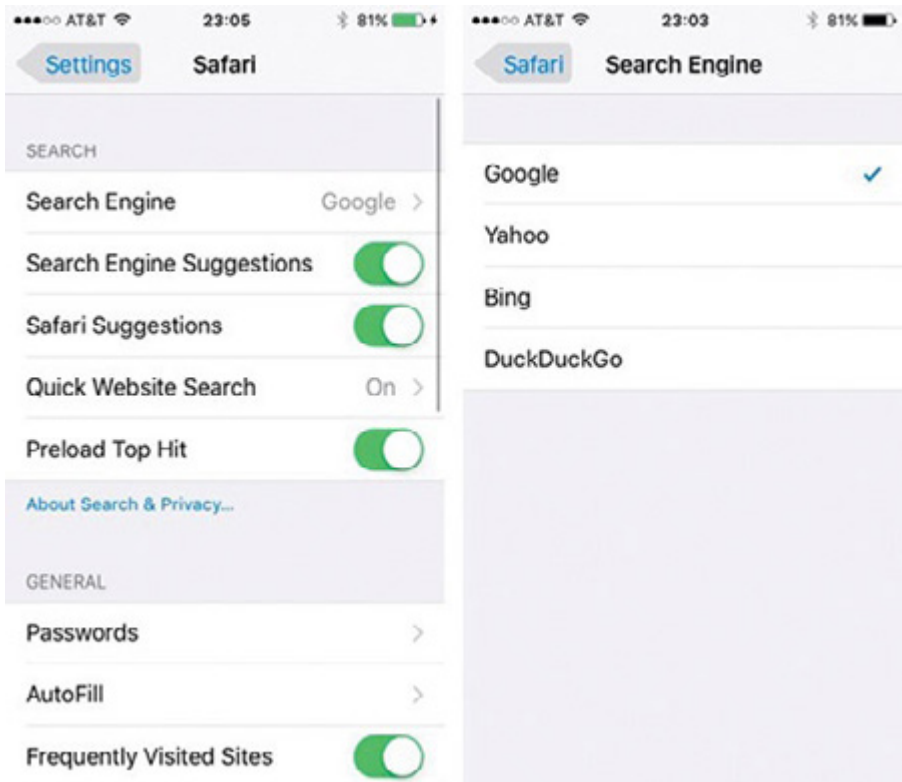 AT&T 23:05 81%
Settings Safari
SEARCH
Search Engine Google
Search Engine Suggestions
Safari Suggestions
Quick Website Search On
Preload Top Hit
About Search & Privacy...
GENERAL
Passwords
AutoFill
Frequently Visited Sites
AT&T 23:03 81%
Safari Search Engine
Google
Yahoo
Bing
DuckDuckGo